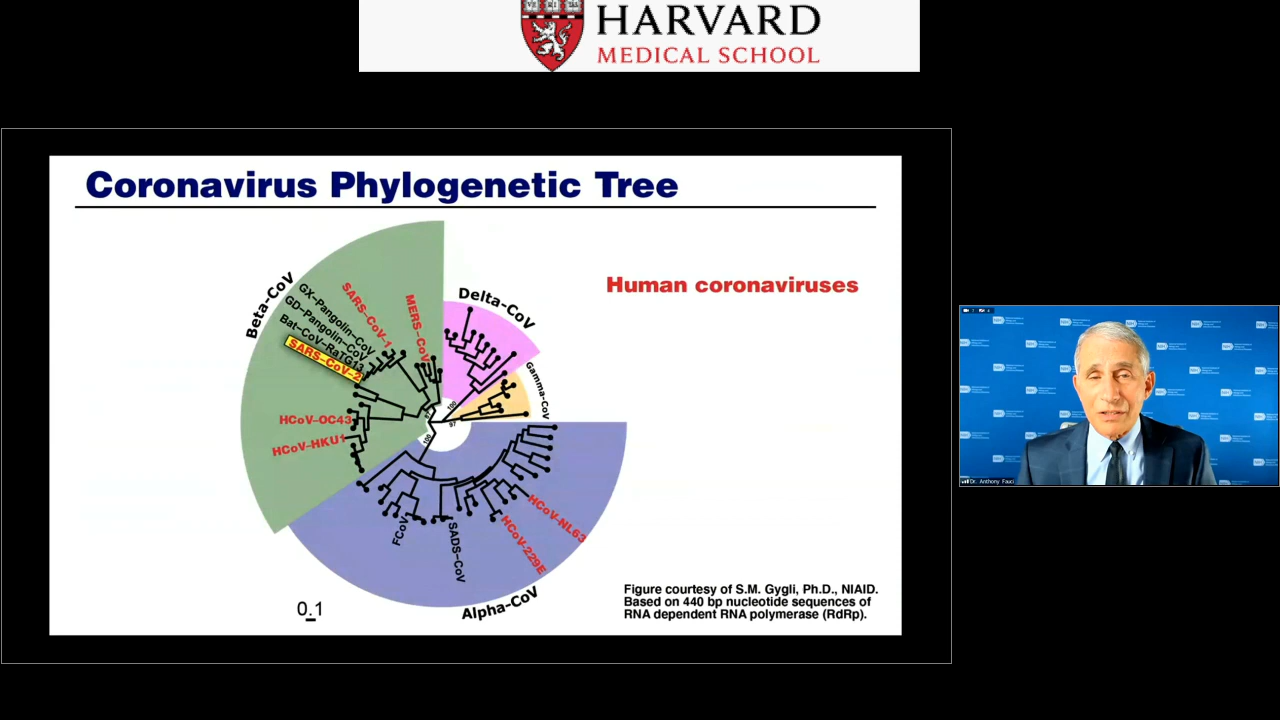 HARVARD
MEDICAL SCHOOL
Coronavirus Phylogenetic Tree
Human coronaviruses
Beta-CoV
GX-Pangolin-CoV
GD-Pangolin-CoV
Bat-CoV-RaTG13
SARS-CoV-2
SARS-CoV-1
MERS-CoV
HCoV-OC43
HCoV-HKU1
Delta-CoV
Gamma-CoV
100
97
100
FCoV
SADS-CoV
HCoV-229E
HCoV-NL63
Alpha-CoV
0.1
Figure courtesy of S.M. Gygli, Ph.D., NIAID.
Based on 440 bp nucleotide sequences of
RNA dependent RNA polymerase (RdRp).
Dr. Anthony Fauci